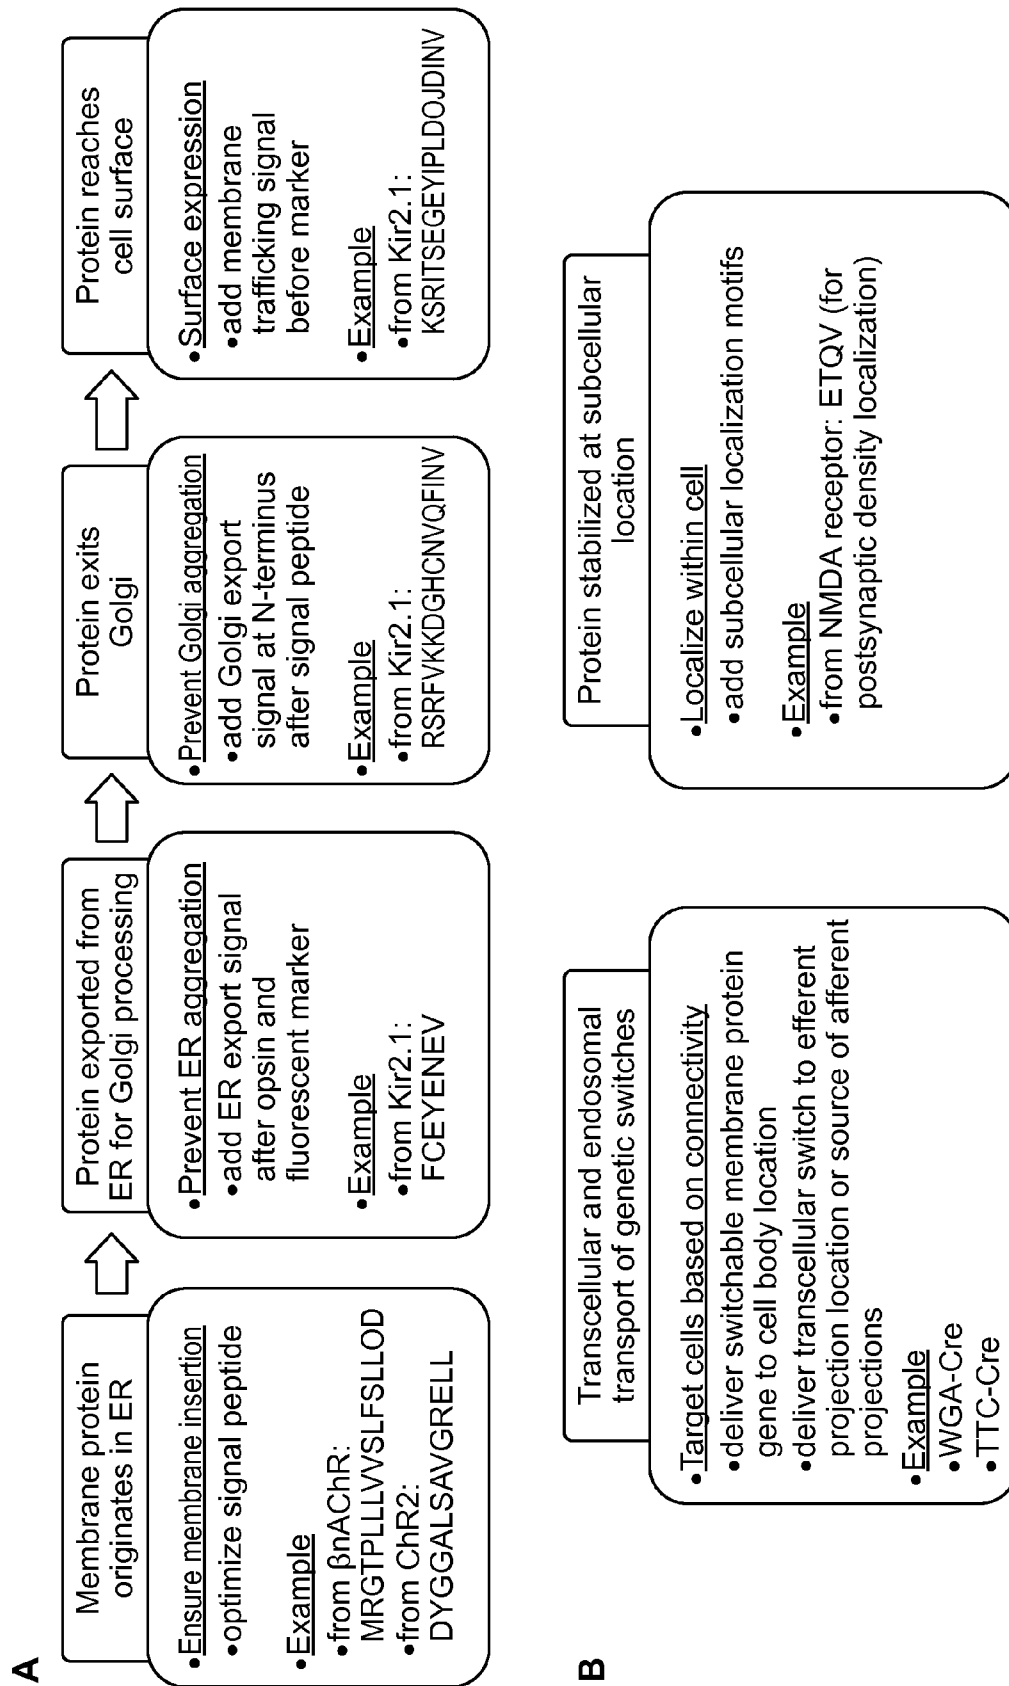 A
Membrane protein
originates in ER
•Ensure membrane insertion
•optimize signal peptide
•Example
•from βnAChR:
MRGTPLLLVVSLFSLLOD
•from ChR2:
DYGGALSAVGRELL
Protein exported from
ER for Golgi processing
•Prevent ER aggregation
•add ER export signal
after opsin and
fluorescent marker
•Example
•from Kir2.1:
FCEYENEV
Protein exits
Golgi
•Prevent Golgi aggregation
•add Golgi export
signal at N-terminus
after signal peptide
•Example
•from Kir2.1:
RSRFVKKDGHCNVQFINV
Protein reaches
cell surface
•Surface expression
•add membrane
trafficking signal
before marker
•Example
•from Kir2.1:
KSRITSEGEYIPLDOJDINV
B
Transcellular and endosomal
transport of genetic switches
•Target cells based on connectivity
•deliver switchable membrane protein
gene to cell body location
•deliver transcellular switch to efferent
projection location or source of afferent
projections
•Example
•WGA-Cre
•TTC-Cre
Protein stabilized at subcellular
location
•Localize within cell
•add subcellular localization motifs
•Example
•from NMDA receptor: ETQV (for
postsynaptic density localization)